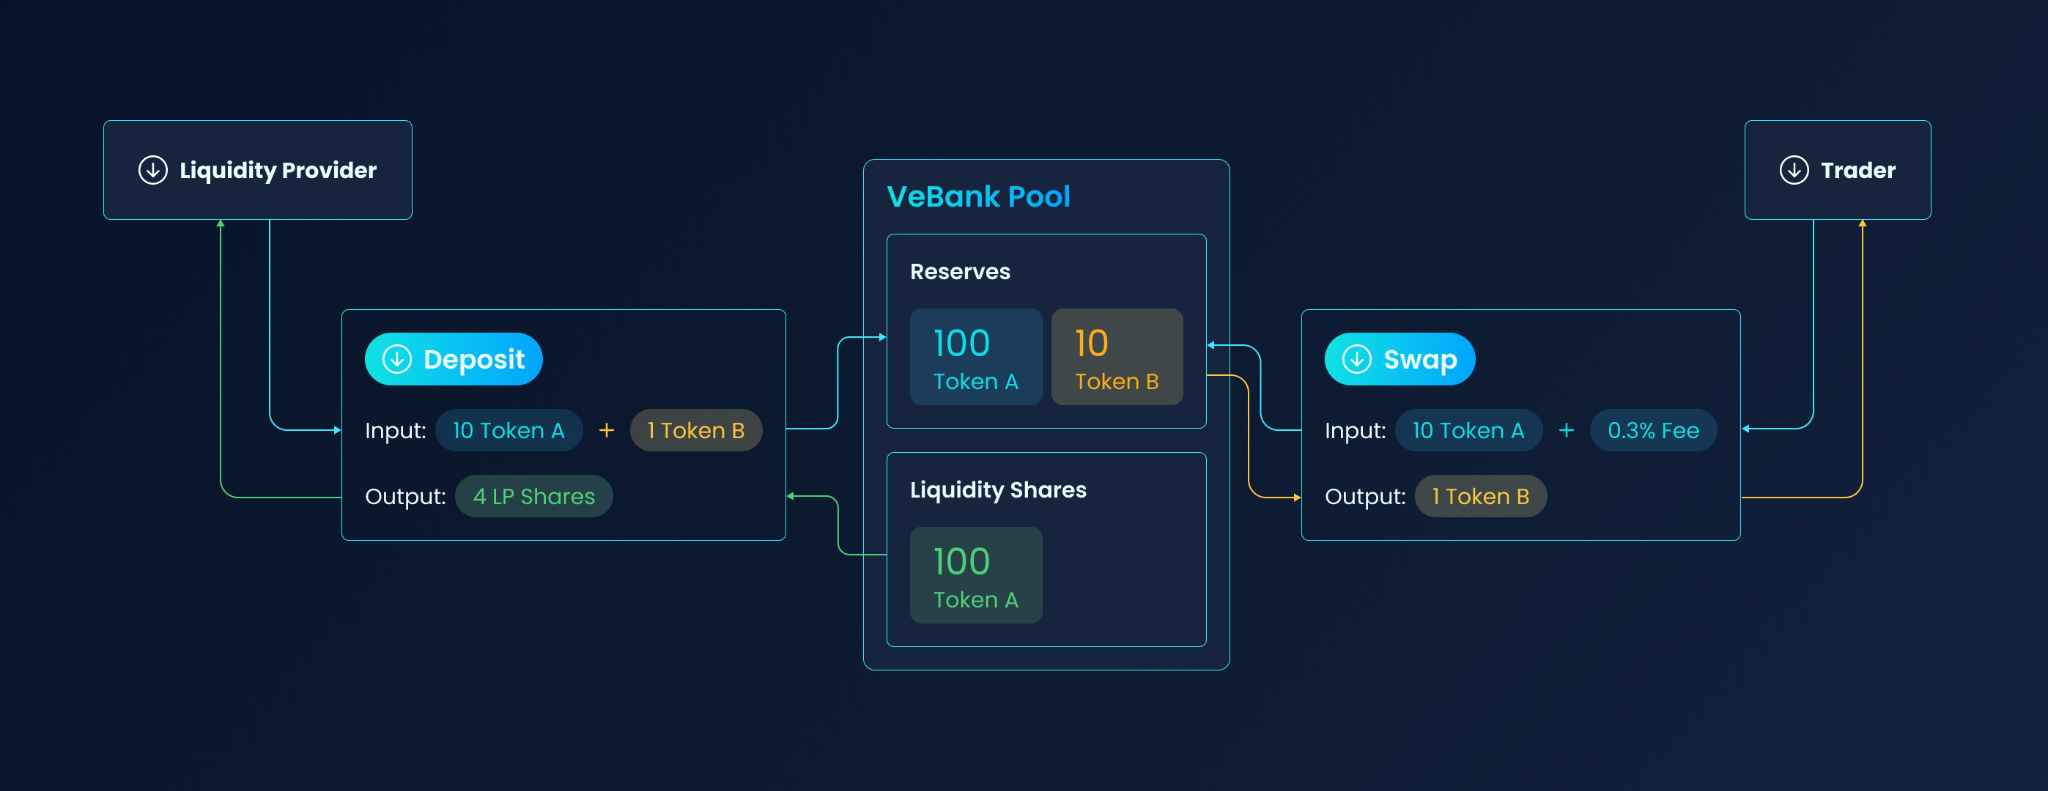 Liquidity Provider
Deposit
Input: 10 Token A + 1 Token B
Output: 4 LP Shares
VeBank Pool
Reserves
100 10
Token A Token B
Liquidity Shares
100
Token A
Trader
Swap
Input: 10 Token A + 0.3% Fee
Output: 1 Token B